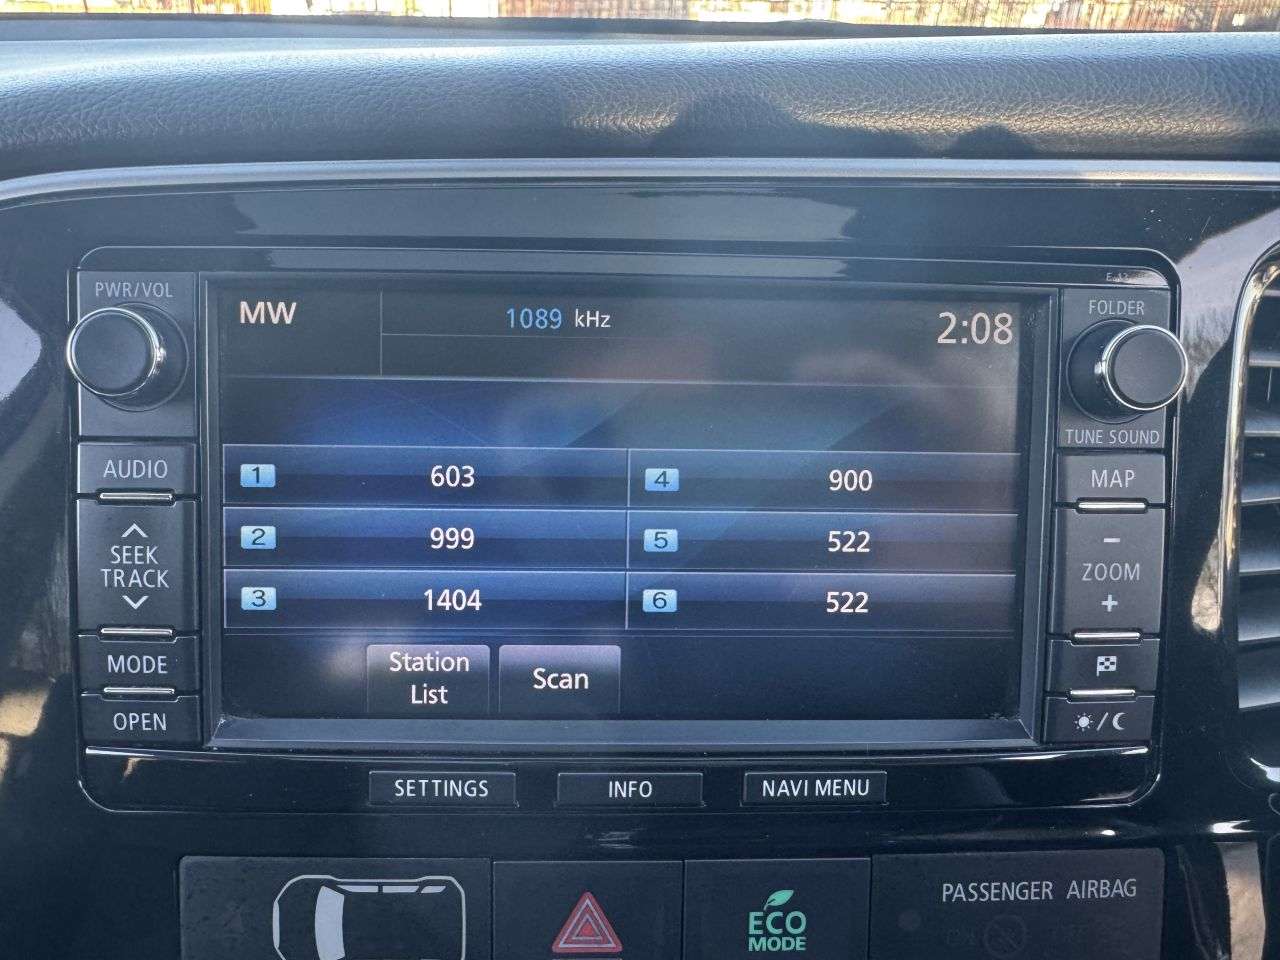 PWR/VOL
MW
1089 kHz
2:08
FOLDER
TUNE SOUND
AUDIO
SEEK
TRACK
MODE
OPEN
1 603
4 900
2 999
5 522
3 1404
6 522
Station
List
Scan
MAP
−
ZOOM
+
SETTINGS
INFO
NAVI MENU
ECO
MODE
PASSENGER AIRBAG